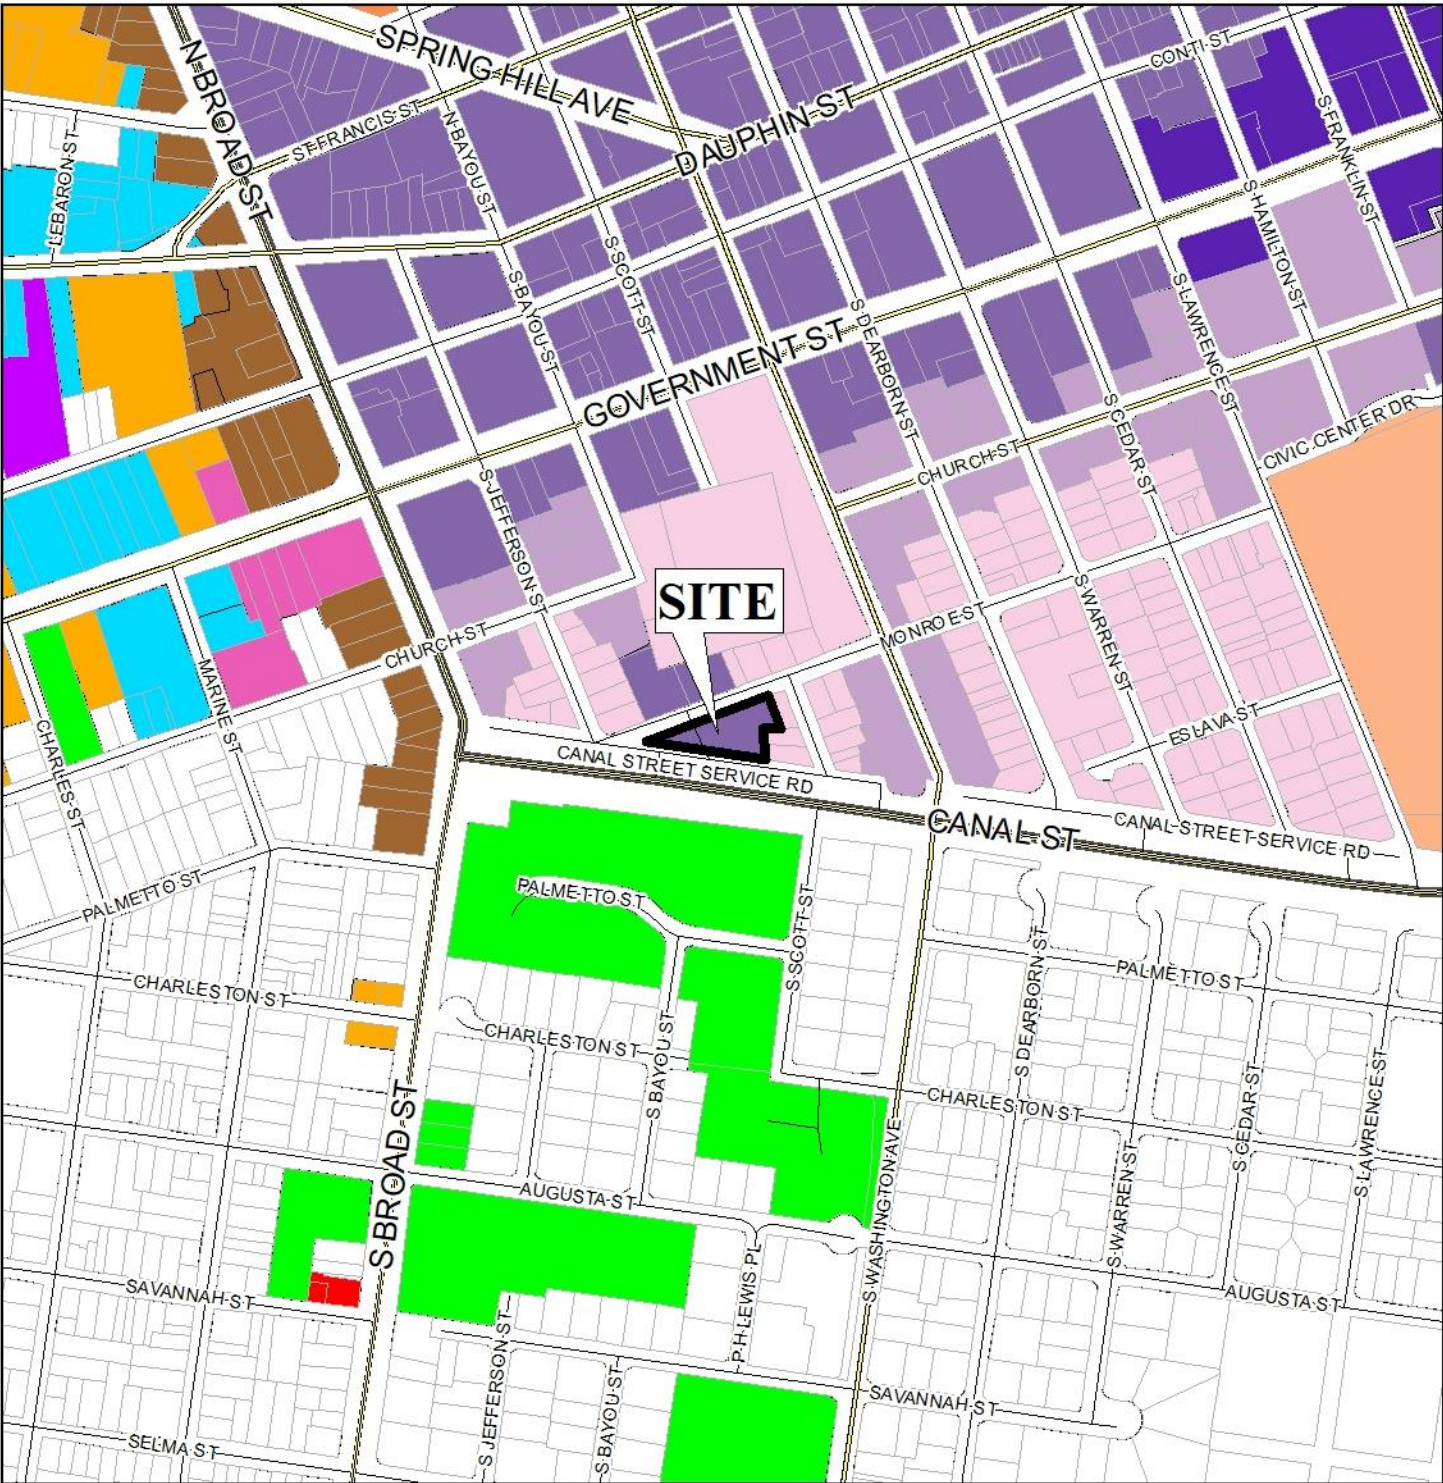 SPRING HILL AVE
N BROAD ST
CONTI ST
DAUPHIN ST
ST FRANCIS ST
N BAYOU ST
S FRANKLIN ST
LEBARON ST
S HAMILTON ST
S SCOTT ST
S BAYOU ST
S LAWRENCE ST
S DEARBORN ST
GOVERNMENT ST
S CEDAR ST
CIVIC CENTER DR
CHURCH ST
S JEFFERSON ST
SITE
S WARREN ST
MONROE ST
CHURCH ST
MARINE ST
ESLAVA ST
CHARLES ST
CANAL STREET SERVICE RD
CANAL ST
CANAL STREET SERVICE RD
PALMETTO ST
PALMETTO ST
S SCOTT ST
S DEARBORN ST
PALMETTO ST
CHARLESTON ST
CHARLESTON ST
S BAYOU ST
CHARLESTON ST
S CEDAR ST
S LAWRENCE ST
S BROAD ST
S WASHINGTON AVE
S WARREN ST
AUGUSTA ST
AUGUSTA ST
P H LEWIS PL
SAVANNAH ST
S JEFFERSON ST
S BAYOU ST
SAVANNAH ST
SELMA ST